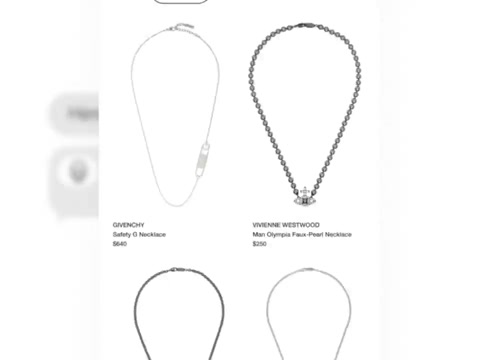 GIVENCHY
Safety G Necklace
$640
VIVIENNE WESTWOOD
Man Olympia Faux-Pearl Necklace
$250